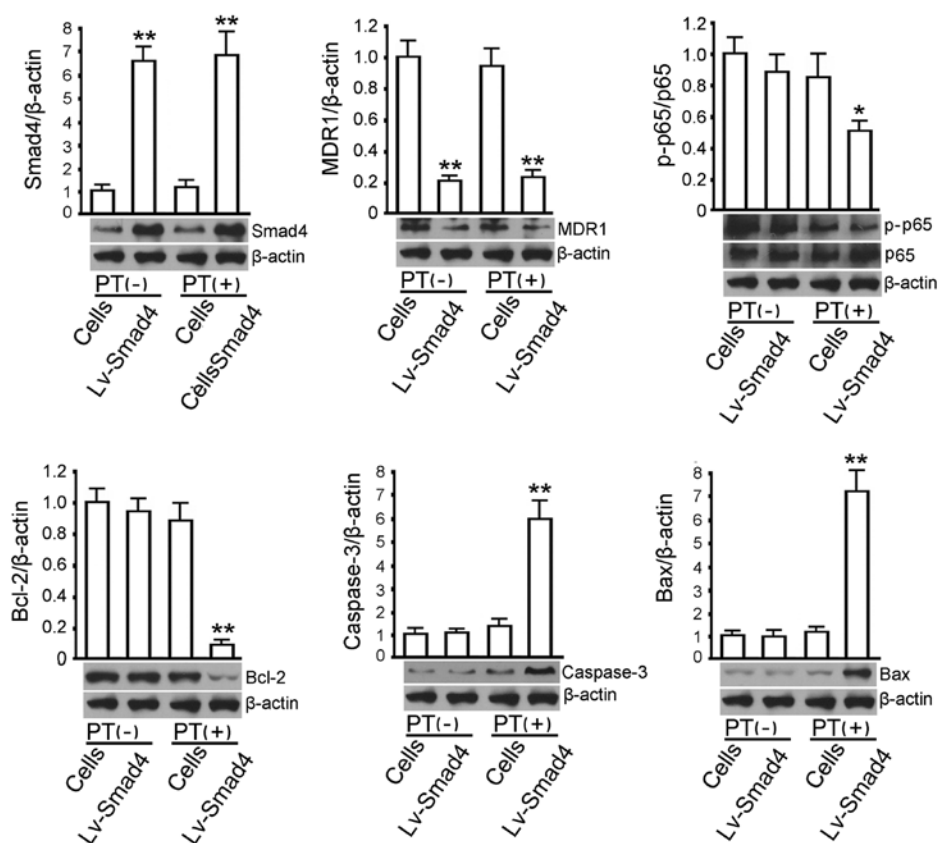 Smad4/β-actin
8
7
6
5
4
3
2
1
0
**
**
Smad4
β-actin
PT(-)
PT(+)
Cells
Lv-Smad4
Cells
CèllsSmad4
MDR1/β-actin
1.2
1.0
0.8
0.6
0.4
0.2
0
**
**
MDR1
β-actin
PT(-)
PT(+)
Cells
Lv-Smad4
Cells
Lv-Smad4
p-p65/p65
1.2
1.0
0.8
0.6
0.4
0.2
0
*
p-p65
p65
β-actin
PT(-)
PT(+)
Cells
Lv-Smad4
Cells
Lv-Smad4
Bcl-2/β-actin
1.2
1.0
0.8
0.6
0.4
0.2
0
**
Bcl-2
β-actin
PT(-)
PT(+)
Cells
Lv-Smad4
Cells
Lv-Smad4
Caspase-3/β-actin
8
7
6
5
4
3
2
1
0
**
Caspase-3
β-actin
PT(-)
PT(+)
Cells
Lv-Smad4
Cells
Lv-Smad4
Bax/β-actin
8
7
5
4
2
1
0
**
Bax
β-actin
PT(-)
PT(+)
Cells
Lv-Smad4
Cells
Lv-Smad4